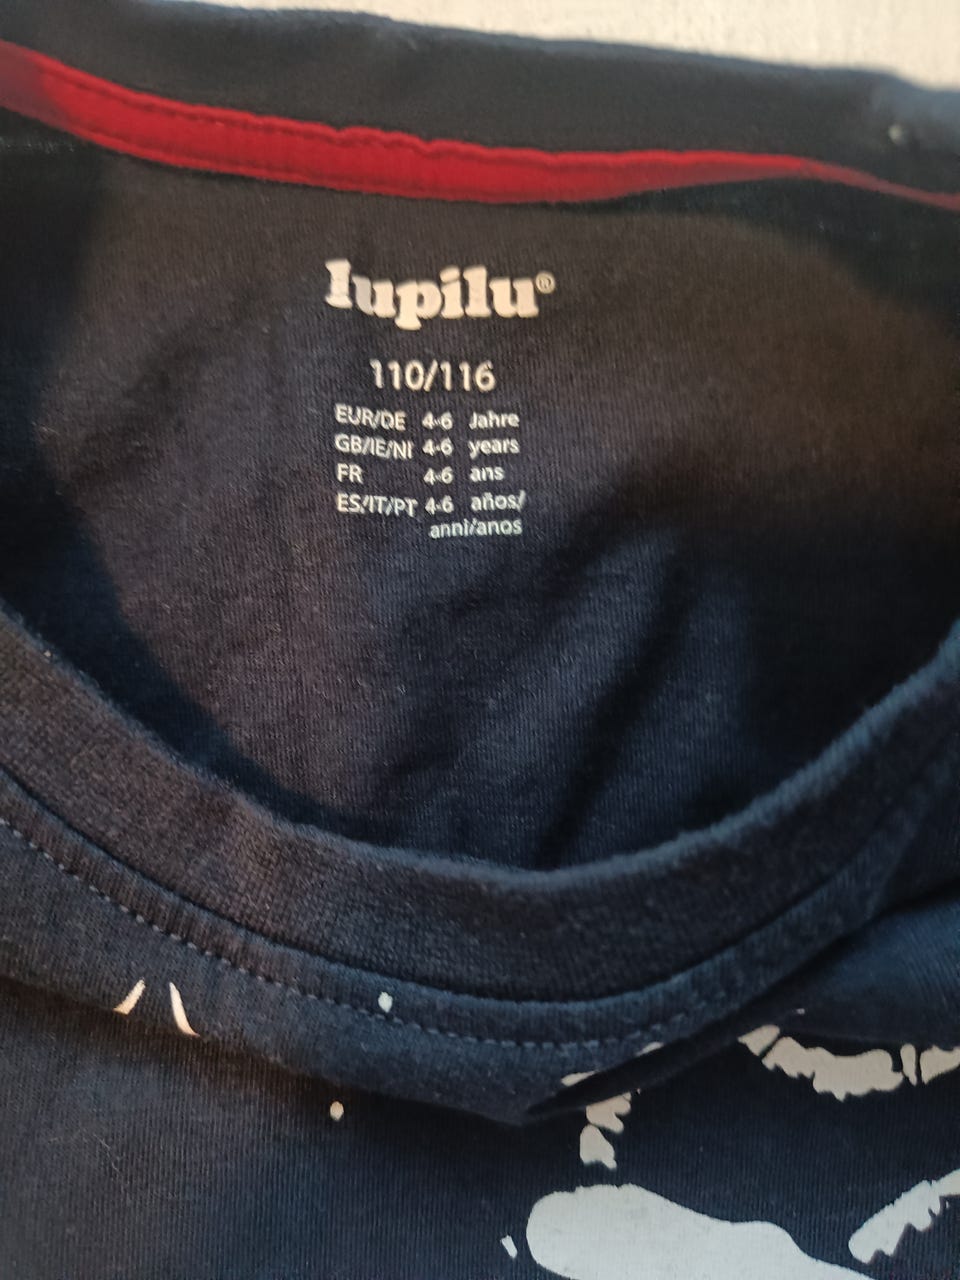 lupilu®
110/116
EUR/DE 4-6 Jahre
GB/IE/NI 4-6 years
FR 4-6 ans
ES/IT/PT 4-6 años/
anni/anos